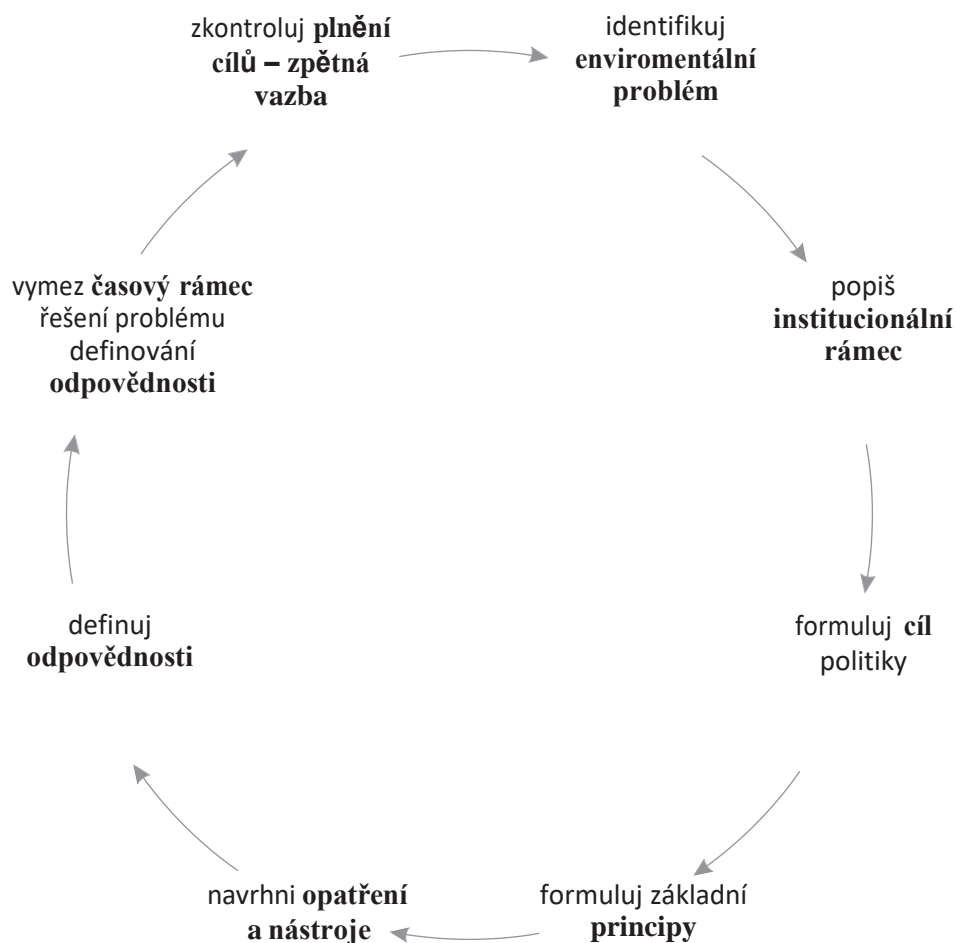 zkontroluj plnění
cílů – zpětná
vazba
identifikuj
enviromentální
problém
popiš
institucionální
rámec
formuluj cíl
politiky
formuluj základní
principy
navrhni opatření
a nástroje
definuj
odpovědnosti
vymez časový rámec
řešení problému
definování
odpovědnosti